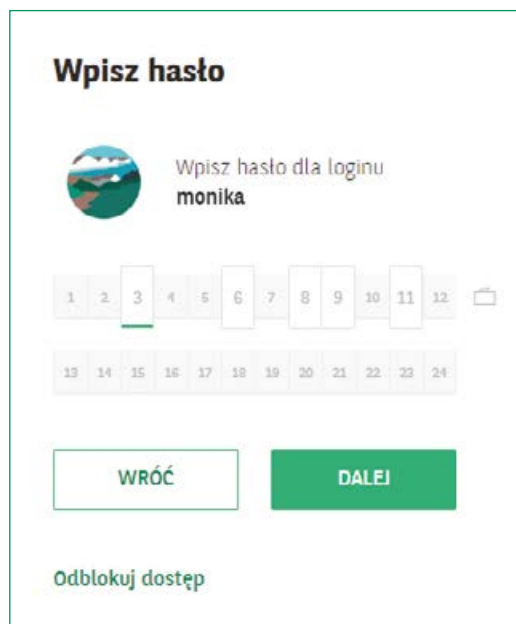 Wpisz hasło
Wpisz hasło dla loginu
monika
1 2 3 4 5 6 7 8 9 10 11 12
13 14 15 16 17 18 19 20 21 22 23 24
WRÓĆ DALEJ
Odblokuj dostęp